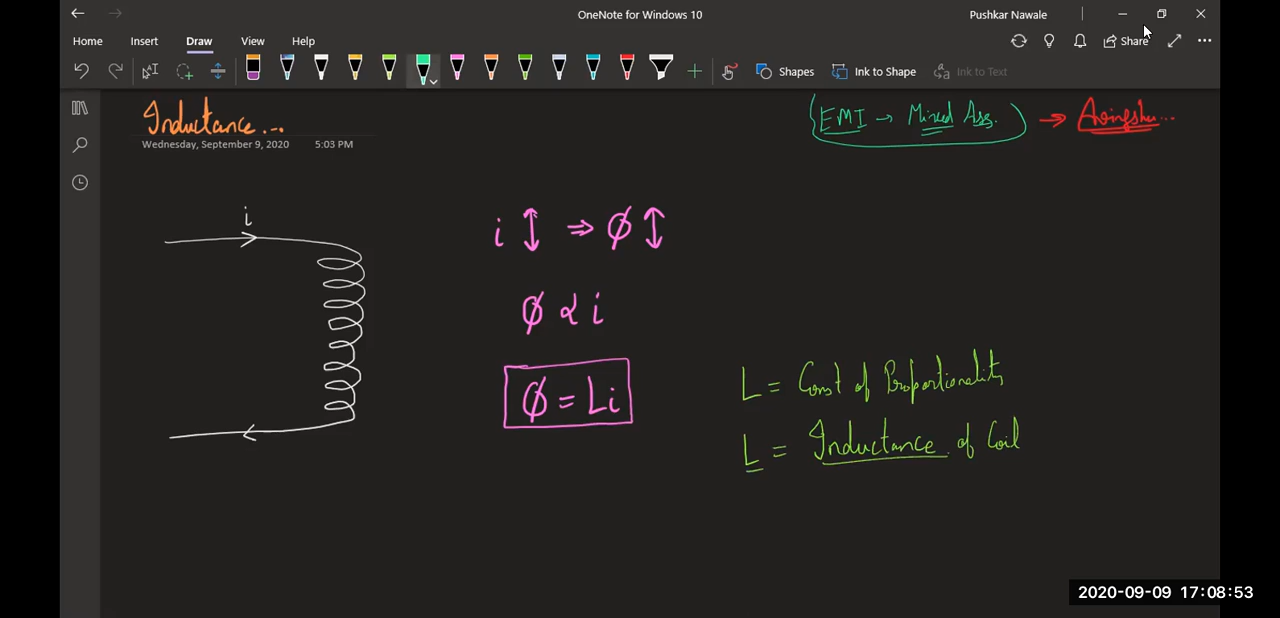 OneNote for Windows 10
Pushkar Nawale
Home Insert Draw View Help
Share
Shapes
Ink to Shape
Ink to Text
Inductance...
Wednesday, September 9, 2020 5:03 PM
(EMI → Mixed Ass.) →
i
i ↕ ⇒ ϕ ↕
ϕ ∝ i
ϕ = Li
L = Const of Proportionality
L = Inductance of Coil
2020-09-09 17:08:53